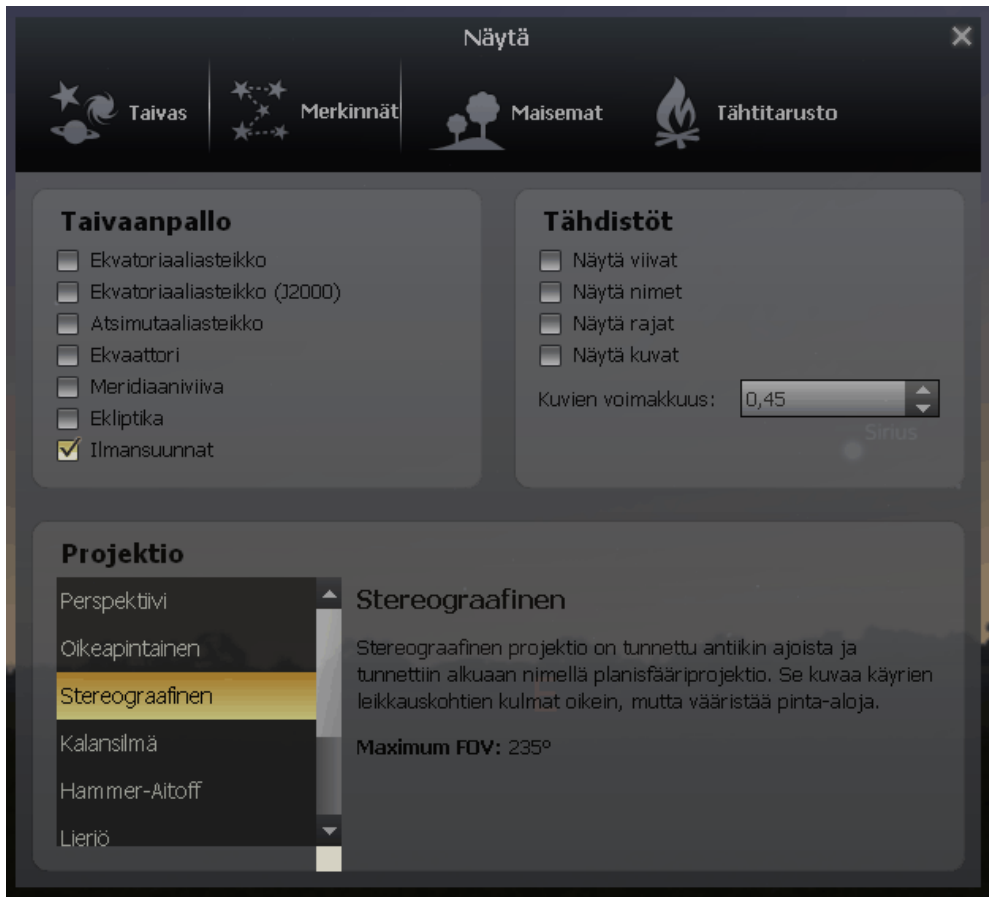 Näytä
Taivas
Merkinnät
Maisemat
Tähtitarusto
Taivaanpallo
Ekvatoriaaliasteikko
Ekvatoriaaliasteikko (J2000)
Atsimutaaliasteikko
Ekvaattori
Meridiaaniviiva
Ekliptika
Ilmansuunnat
Tähdistöt
Näytä viivat
Näytä nimet
Näytä rajat
Näytä kuvat
Kuvien voimakkuus: 0,45
Sirius
Projektio
Perspektiivi
Oikeapintainen
Stereograafinen
Kalansilmä
Hammer-Aitoff
Lieriö
Stereograafinen
Stereograafinen projektio on tunnettu antiikin ajoista ja
tunnettiin alkuaan nimellä planisfääriprojektio. Se kuvaa käyrien
leikkauskohtien kulmat oikein, mutta vääristää pinta-aloja.
Maximum FOV: 235°